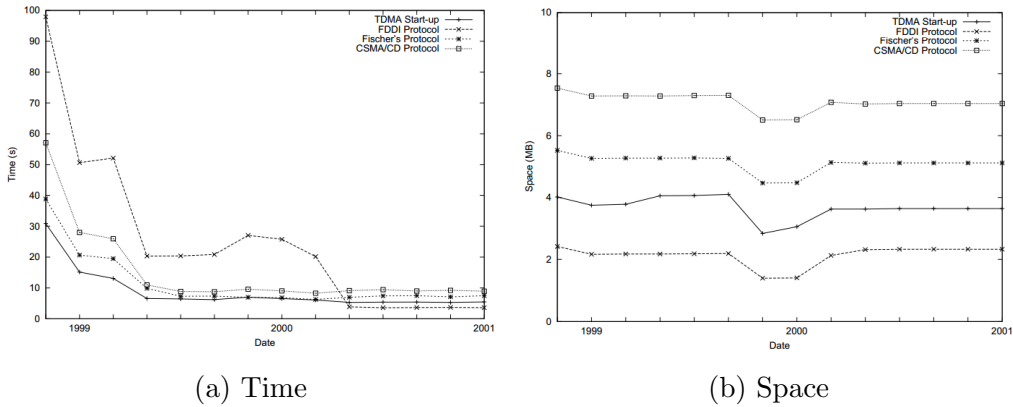 100
90
80
70
60
50
40
30
20
10
0
Time (s)
1999
2000
2001
Date
TDMA Start-up
FDDI Protocol
Fischer's Protocol
CSMA/CD Protocol
(a) Time
10
8
6
4
2
0
Space (MB)
1999
2000
2001
Date
TDMA Start-up
FDDI Protocol
Fischer's Protocol
CSMA/CD Protocol
(b) Space